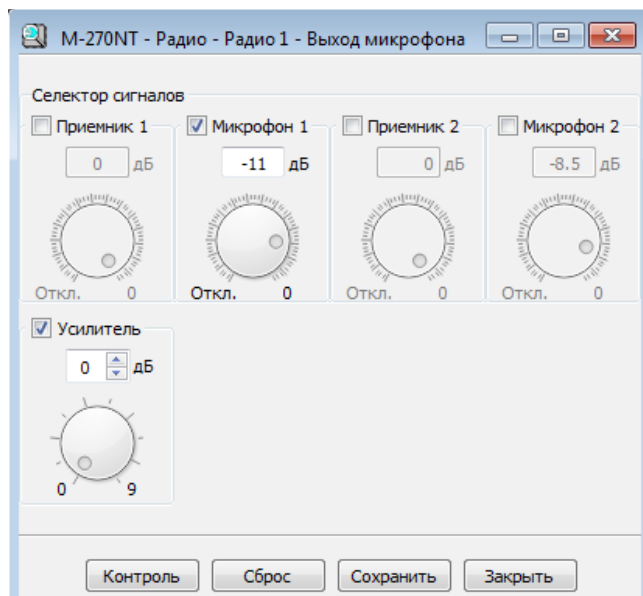 M-270NT - Радио - Радио 1 - Выход микрофона
Селектор сигналов
Приемник 1 Микрофон 1 Приемник 2 Микрофон 2
0 дБ -11 дБ 0 дБ -8.5 дБ
Откл. 0 Откл. 0 Откл. 0 Откл. 0
Усилитель
0 дБ
0 9
Контроль Сброс Сохранить Закрыть